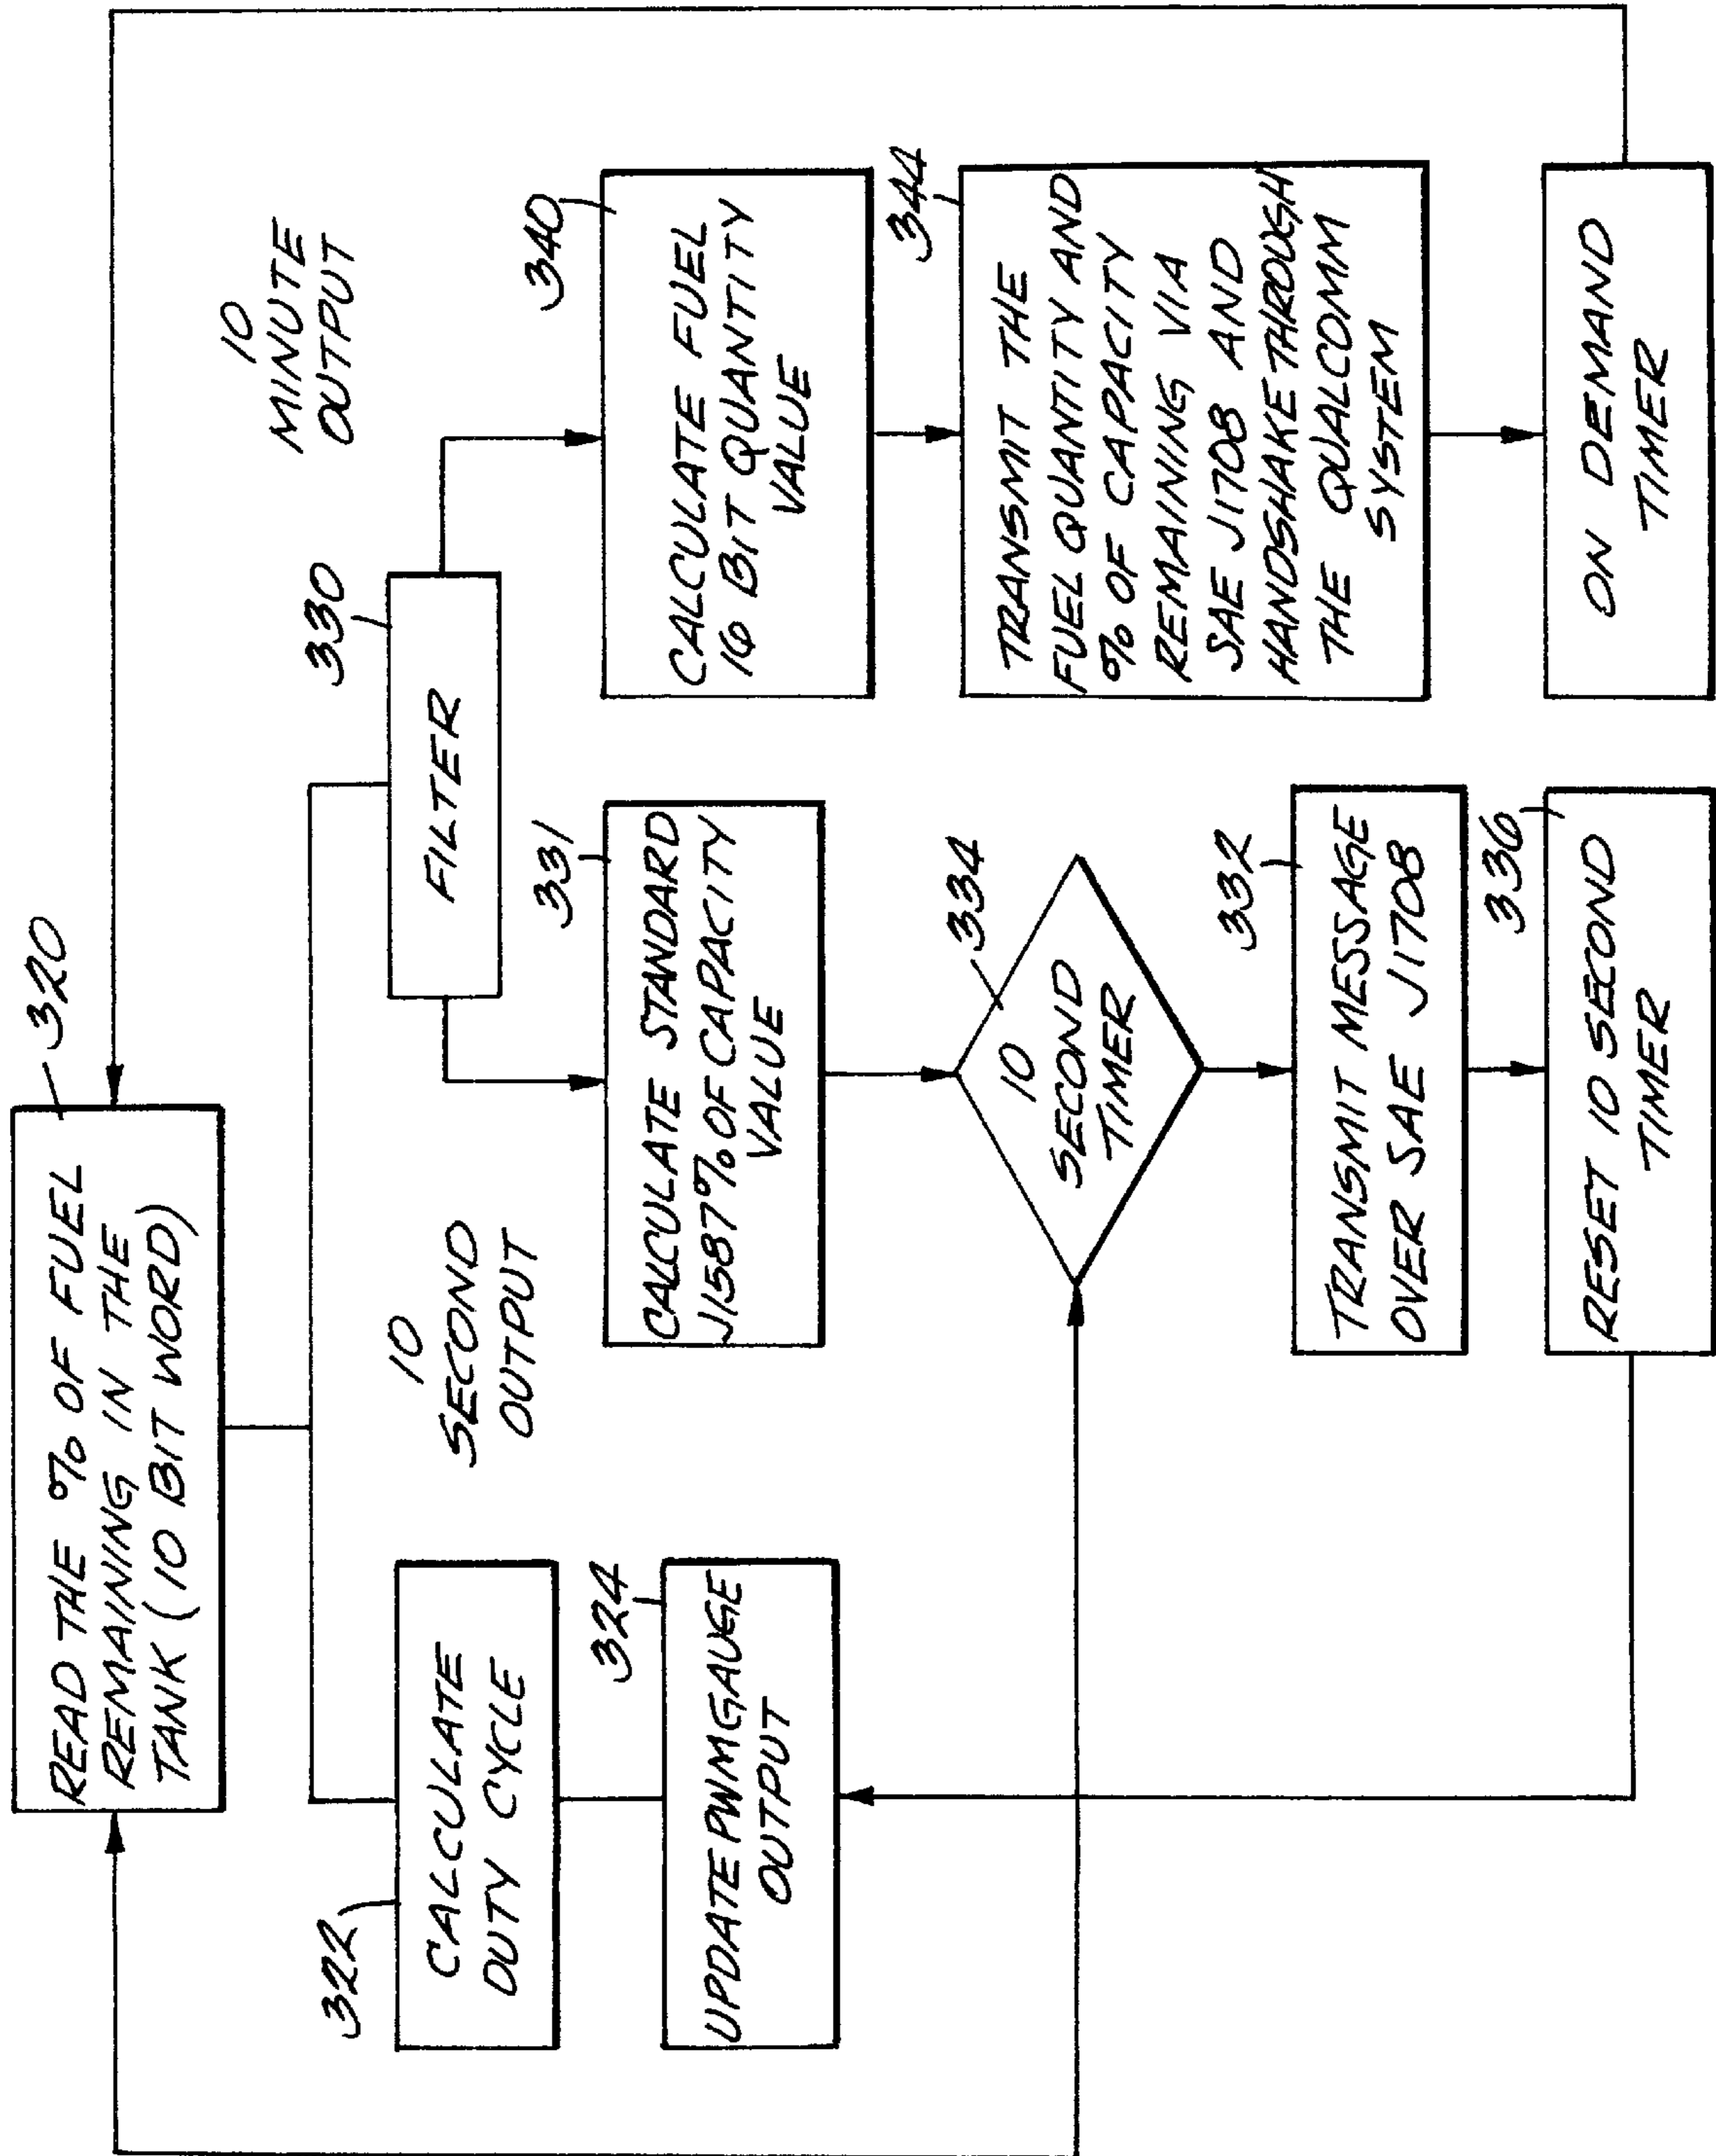 320
READ THE % OF FUEL
REMAINING IN THE
TANK (10 BIT WORD)
322
CALCULATE
DUTY CYCLE
324
UPDATE PWM GAUGE
OUTPUT
10
SECOND
OUTPUT
330
FILTER
10
MINUTE
OUTPUT
331
CALCULATE STANDARD
J1587 % OF CAPACITY
VALUE
334
10
SECOND
TIMER
332
TRANSMIT MESSAGE
OVER SAE J1708
336
RESET 10 SECOND
TIMER
340
CALCULATE FUEL
16 BIT QUANTITY
VALUE
344
TRANSMIT THE
FUEL QUANTITY AND
% OF CAPACITY
REMAINING VIA
SAE J1708 AND
HANDSHAKE THROUGH
THE QUALCOMM
SYSTEM
ON DEMAND
TIMER